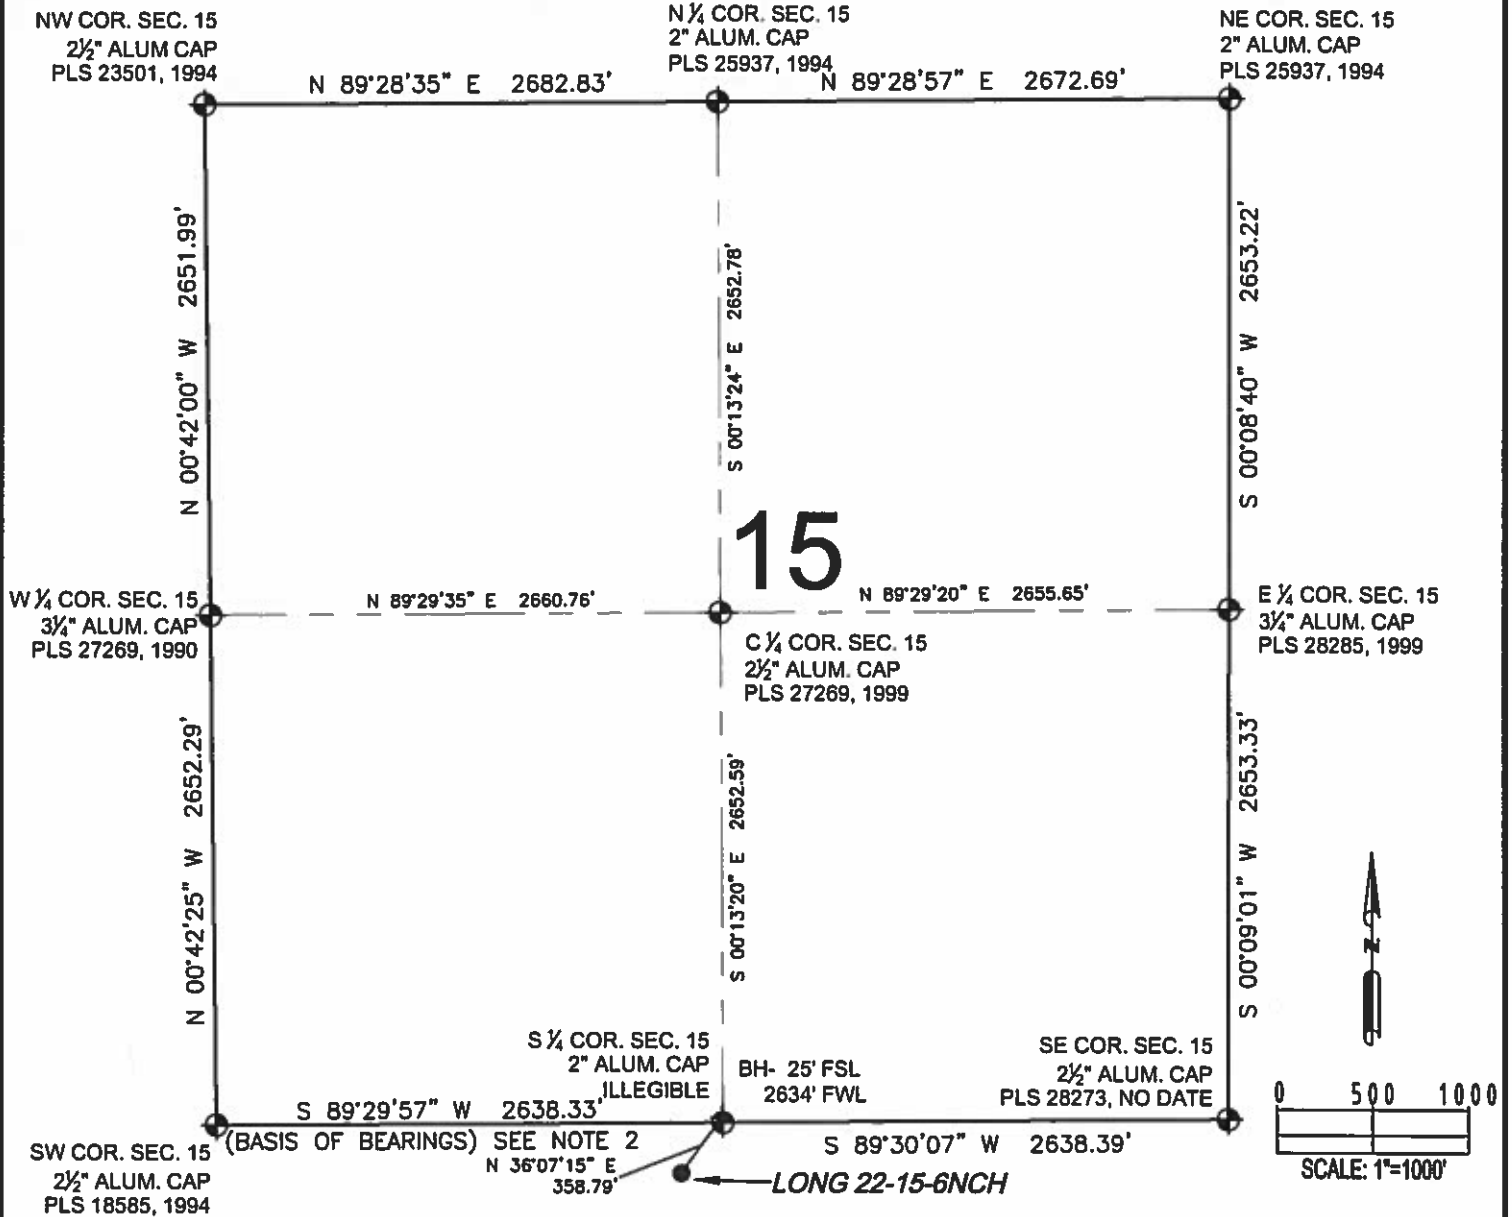 NW COR. SEC. 15
2½" ALUM CAP
PLS 23501, 1994
N ¼ COR. SEC. 15
2" ALUM. CAP
PLS 25937, 1994
NE COR. SEC. 15
2" ALUM. CAP
PLS 25937, 1994
N 89°28'35" E 2682.83'
N 89°28'57" E 2672.69'
N 00°42'00" W 2651.99'
S 00°13'24" E 2652.78'
S 00°08'40" W 2653.22'
15
W ¼ COR. SEC. 15
3¼" ALUM. CAP
PLS 27269, 1990
N 89°29'35" E 2660.76'
N 89°29'20" E 2655.65'
E ¼ COR. SEC. 15
3¼" ALUM. CAP
PLS 28285, 1999
C ¼ COR. SEC. 15
2½" ALUM. CAP
PLS 27269, 1999
N 00°42'25" W 2652.29'
S 00°13'20" E 2652.59'
S 00°09'01" W 2653.33'
N
S ¼ COR. SEC. 15
2" ALUM. CAP
ILLEGIBLE
BH- 25' FSL
2634' FWL
SE COR. SEC. 15
2½" ALUM. CAP
PLS 28273, NO DATE
S 89°29'57" W 2638.33'
(BASIS OF BEARINGS) SEE NOTE 2
S 89°30'07" W 2638.39'
N 36°07'15" E
358.79'
LONG 22-15-6NCH
SW COR. SEC. 15
2½" ALUM. CAP
PLS 18585, 1994
0 500 1000
SCALE: 1"=1000'